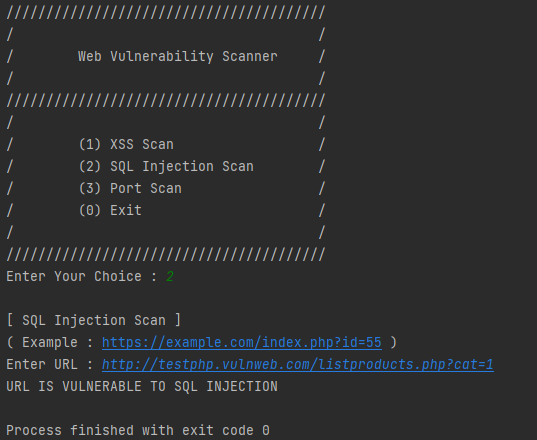 ////////////////////////////////////////
/                                      /
/        Web Vulnerability Scanner     /
/                                      /
////////////////////////////////////////
/                                      /
/        (1) XSS Scan                  /
/        (2) SQL Injection Scan        /
/        (3) Port Scan                 /
/        (0) Exit                      /
/                                      /
////////////////////////////////////////
Enter Your Choice : 2
[ SQL Injection Scan ]
( Example : https://example.com/index.php?id=55 )
Enter URL : http://testphp.vulnweb.com/listproducts.php?cat=1
URL IS VULNERABLE TO SQL INJECTION
Process finished with exit code 0